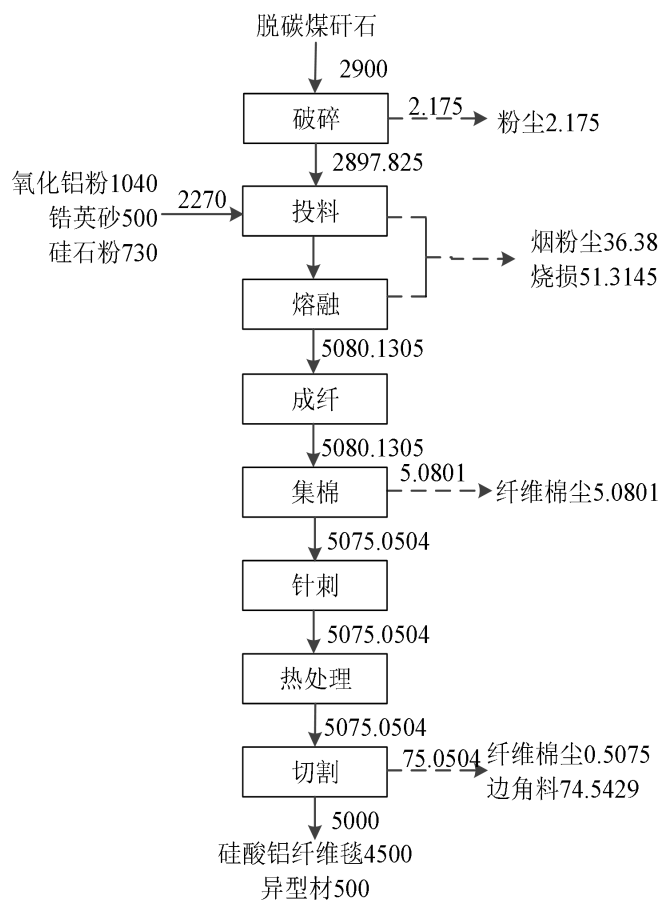 脱碳煤矸石
2900
破碎
2.175
粉尘2.175
2897.825
氧化铝粉1040
锆英砂500
硅石粉730
2270
投料
烟粉尘36.38
烧损51.3145
熔融
5080.1305
成纤
5080.1305
集棉
5.0801
纤维棉尘5.0801
5075.0504
针刺
5075.0504
热处理
5075.0504
切割
75.0504
纤维棉尘0.5075
边角料74.5429
5000
硅酸铝纤维毯4500
异型材500